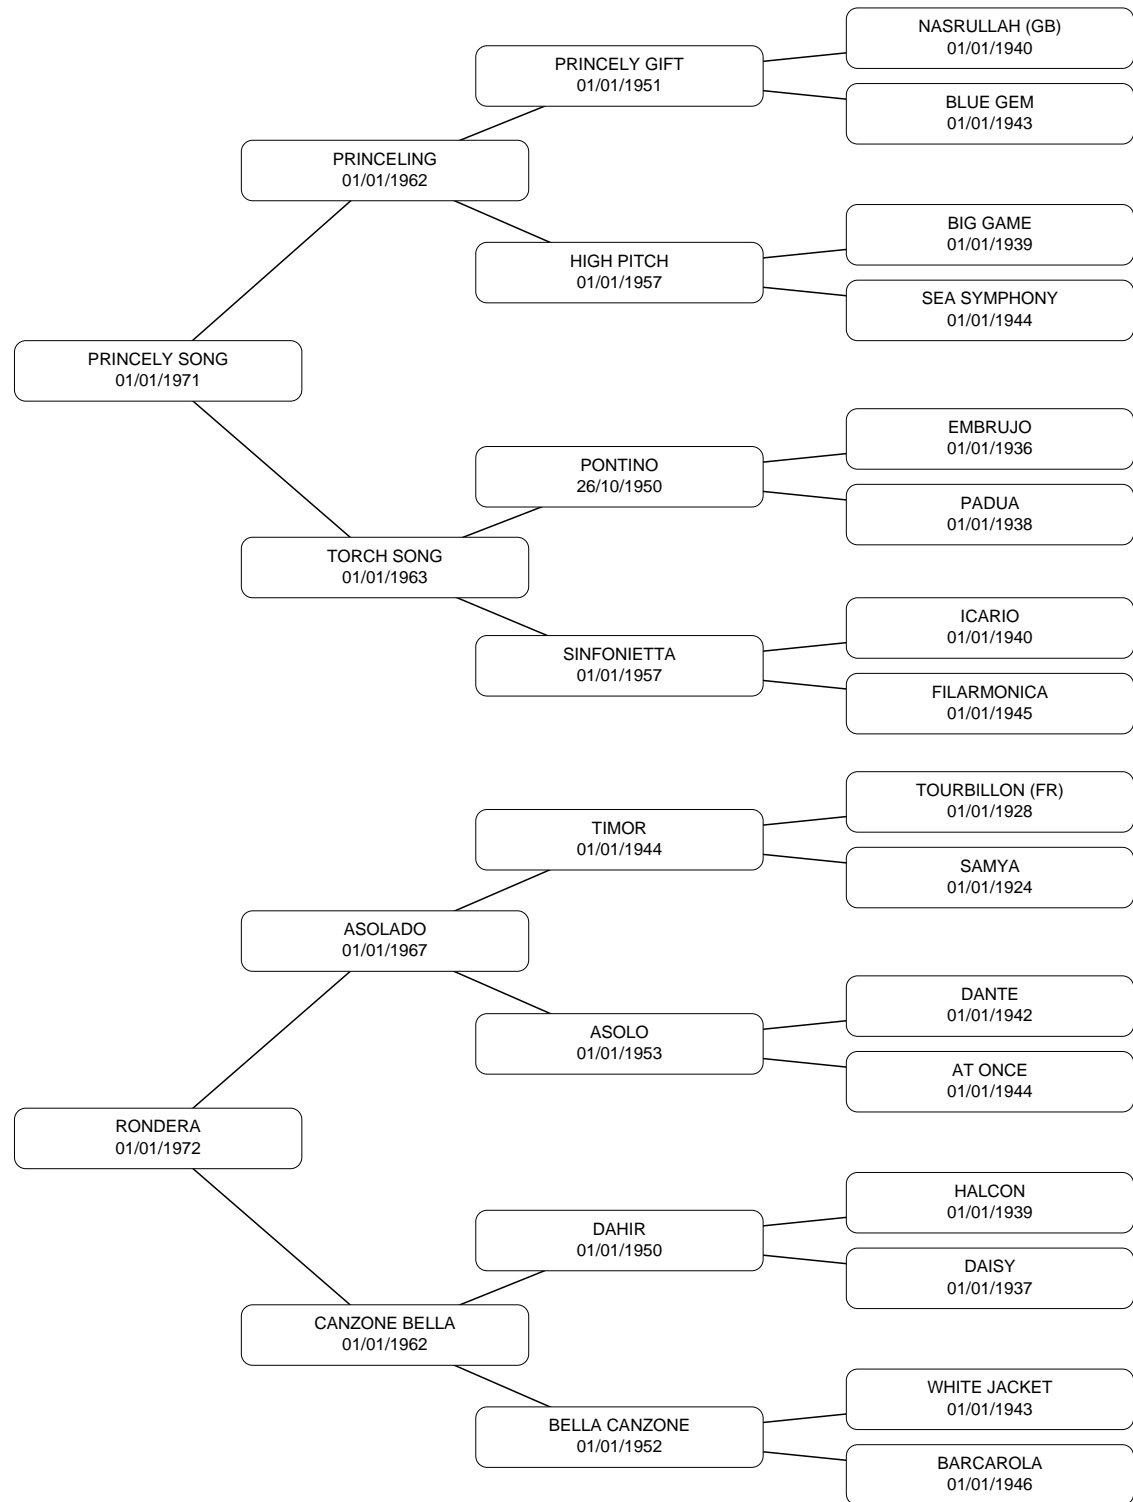 NASRULLAH (GB)
01/01/1940
PRINCELY GIFT
01/01/1951
BLUE GEM
01/01/1943
PRINCELING
01/01/1962
BIG GAME
01/01/1939
HIGH PITCH
01/01/1957
SEA SYMPHONY
01/01/1944
PRINCELY SONG
01/01/1971
EMBRUJO
01/01/1936
PONTINO
26/10/1950
PADUA
01/01/1938
TORCH SONG
01/01/1963
ICARIO
01/01/1940
SINFONIETTA
01/01/1957
FILARMONICA
01/01/1945
TOURBILLON (FR)
01/01/1928
TIMOR
01/01/1944
SAMYA
01/01/1924
ASOLADO
01/01/1967
DANTE
01/01/1942
ASOLO
01/01/1953
AT ONCE
01/01/1944
RONDERA
01/01/1972
HALCON
01/01/1939
DAHIR
01/01/1950
DAISY
01/01/1937
CANZONE BELLA
01/01/1962
WHITE JACKET
01/01/1943
BELLA CANZONE
01/01/1952
BARCAROLA
01/01/1946